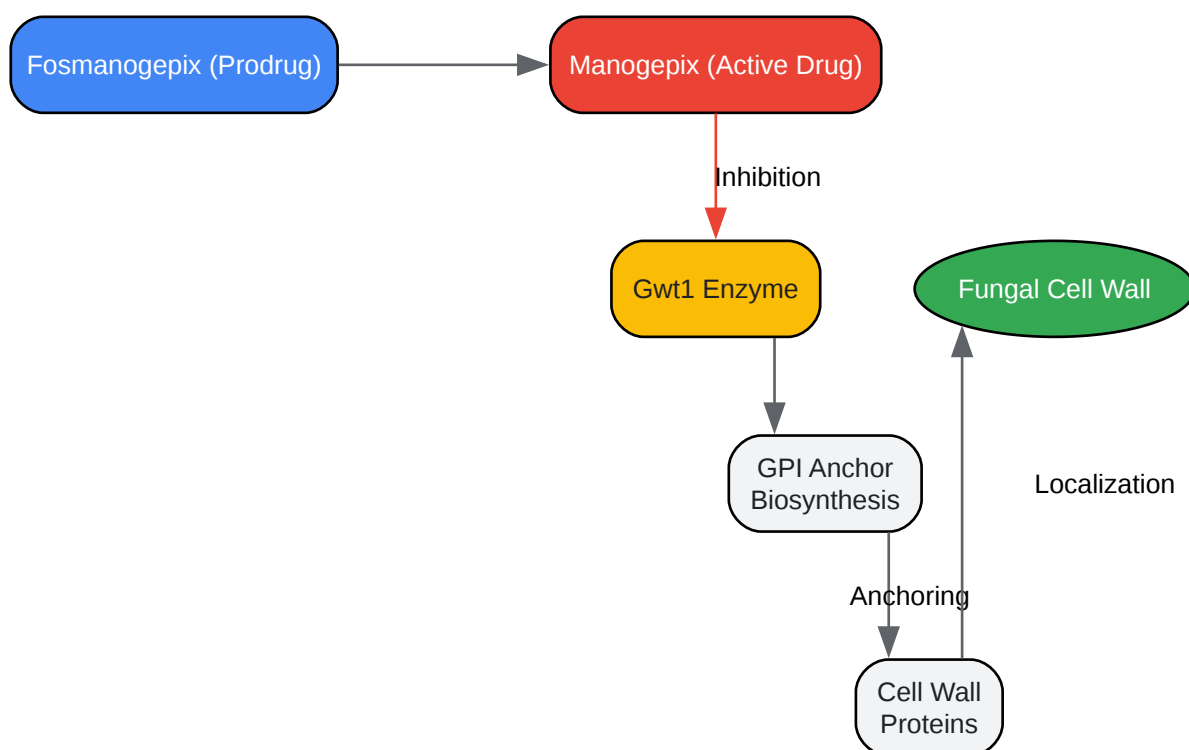 Fosmanogepix (Prodrug)
Manogepix (Active Drug)
Inhibition
Gwt1 Enzyme
Fungal Cell Wall
GPI Anchor
Biosynthesis
Localization
Anchoring
Cell Wall
Proteins